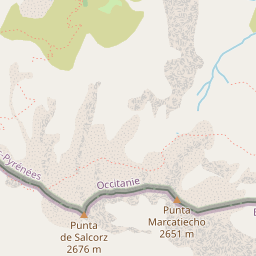 -Pyrénées
Occitanie
Punta
de Salcorz
2676 m
Punta
Marcatiecho
2651 m